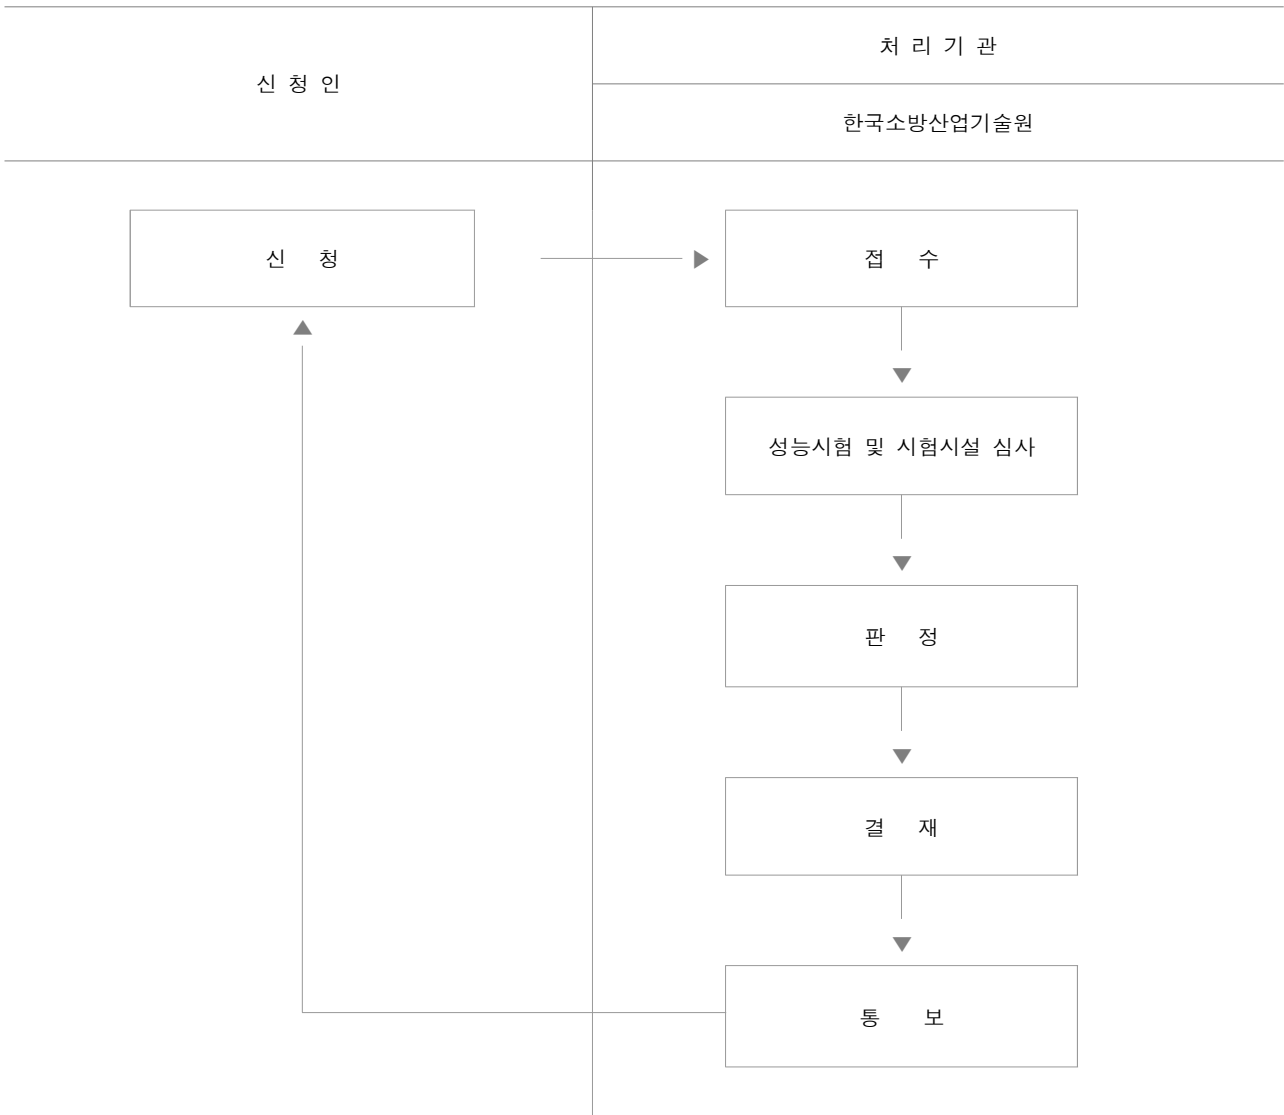 신 청 인
처 리 기 관
한국소방산업기술원
신 청
접 수
성능시험 및 시험시설 심사
판 정
결 재
통 보